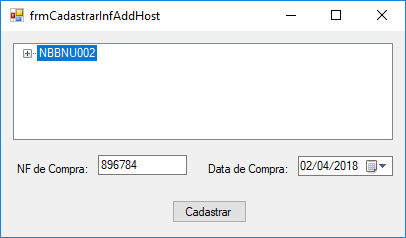 frmCadastrarInfAddHost
NBBNU002
NF de Compra: 896784 Data de Compra: 02/04/2018
Cadastrar